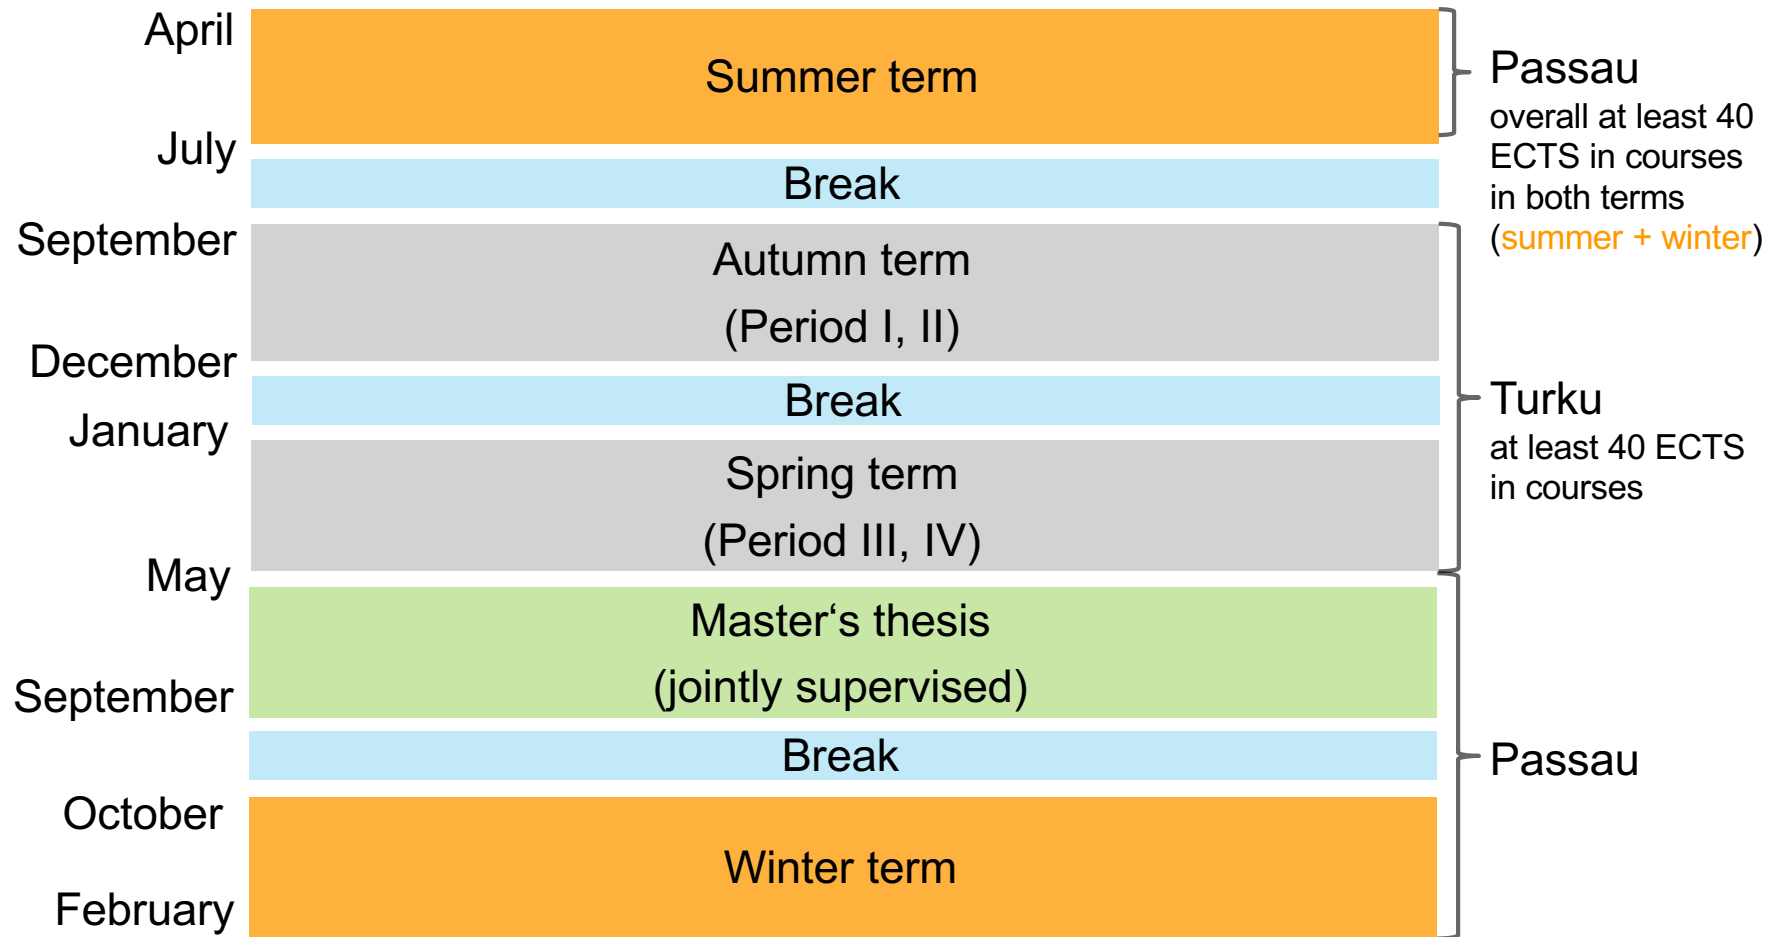 April
Summer term
Passau
overall at least 40
ECTS in courses
in both terms
(summer + winter)
July
Break
September
Autumn term
(Period I, II)
December
Break
January
Turku
at least 40 ECTS
in courses
Spring term
(Period III, IV)
May
Master‘s thesis
(jointly supervised)
September
Break
Passau
October
Winter term
February